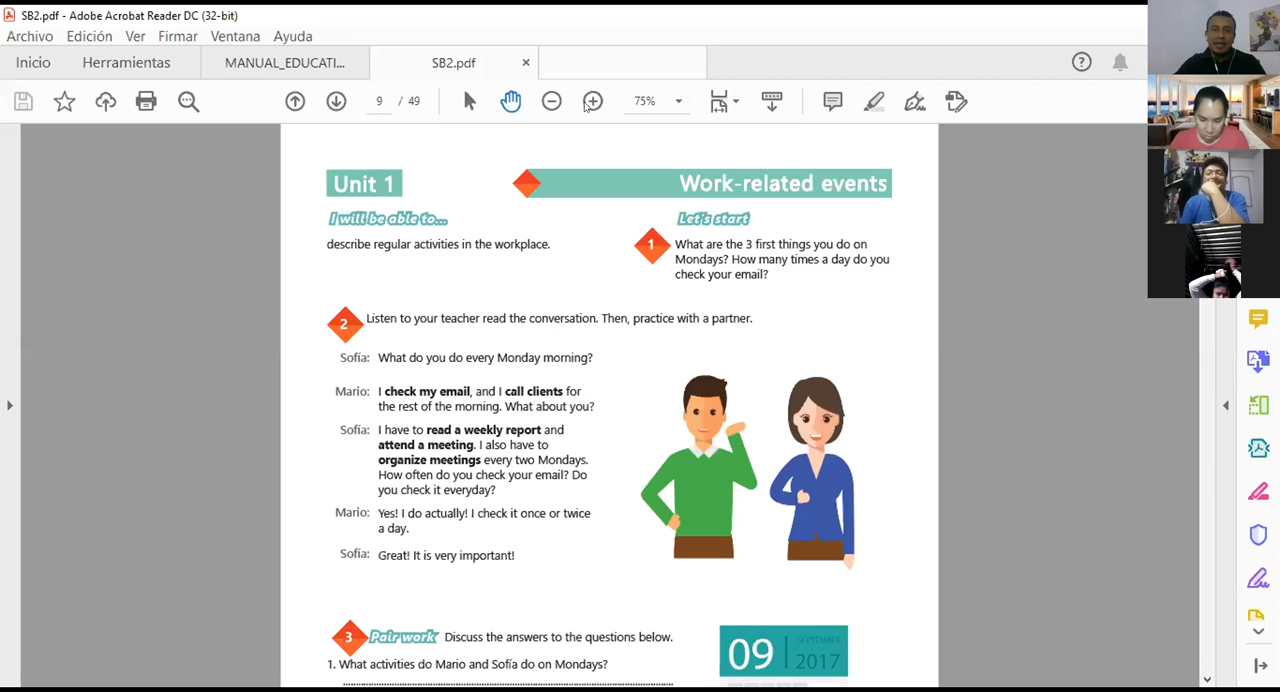 SB2.pdf - Adobe Acrobat Reader DC (32-bit)
Archivo Edición Ver Firmar Ventana Ayuda
Inicio Herramientas MANUAL_EDUCATI... SB2.pdf ×
9 / 49 75%
Unit 1
Work-related events
I will be able to...
describe regular activities in the workplace.
Let's start
1 What are the 3 first things you do on
Mondays? How many times a day do you
check your email?
2 Listen to your teacher read the conversation. Then, practice with a partner.
Sofía: What do you do every Monday morning?
Mario: I check my email, and I call clients for
the rest of the morning. What about you?
Sofía: I have to read a weekly report and
attend a meeting. I also have to
organize meetings every two Mondays.
How often do you check your email? Do
you check it everyday?
Mario: Yes! I do actually! I check it once or twice
a day.
Sofía: Great! It is very important!
3 Pair work Discuss the answers to the questions below.
1. What activities do Mario and Sofía do on Mondays?
09 SEPTEMBER
2017